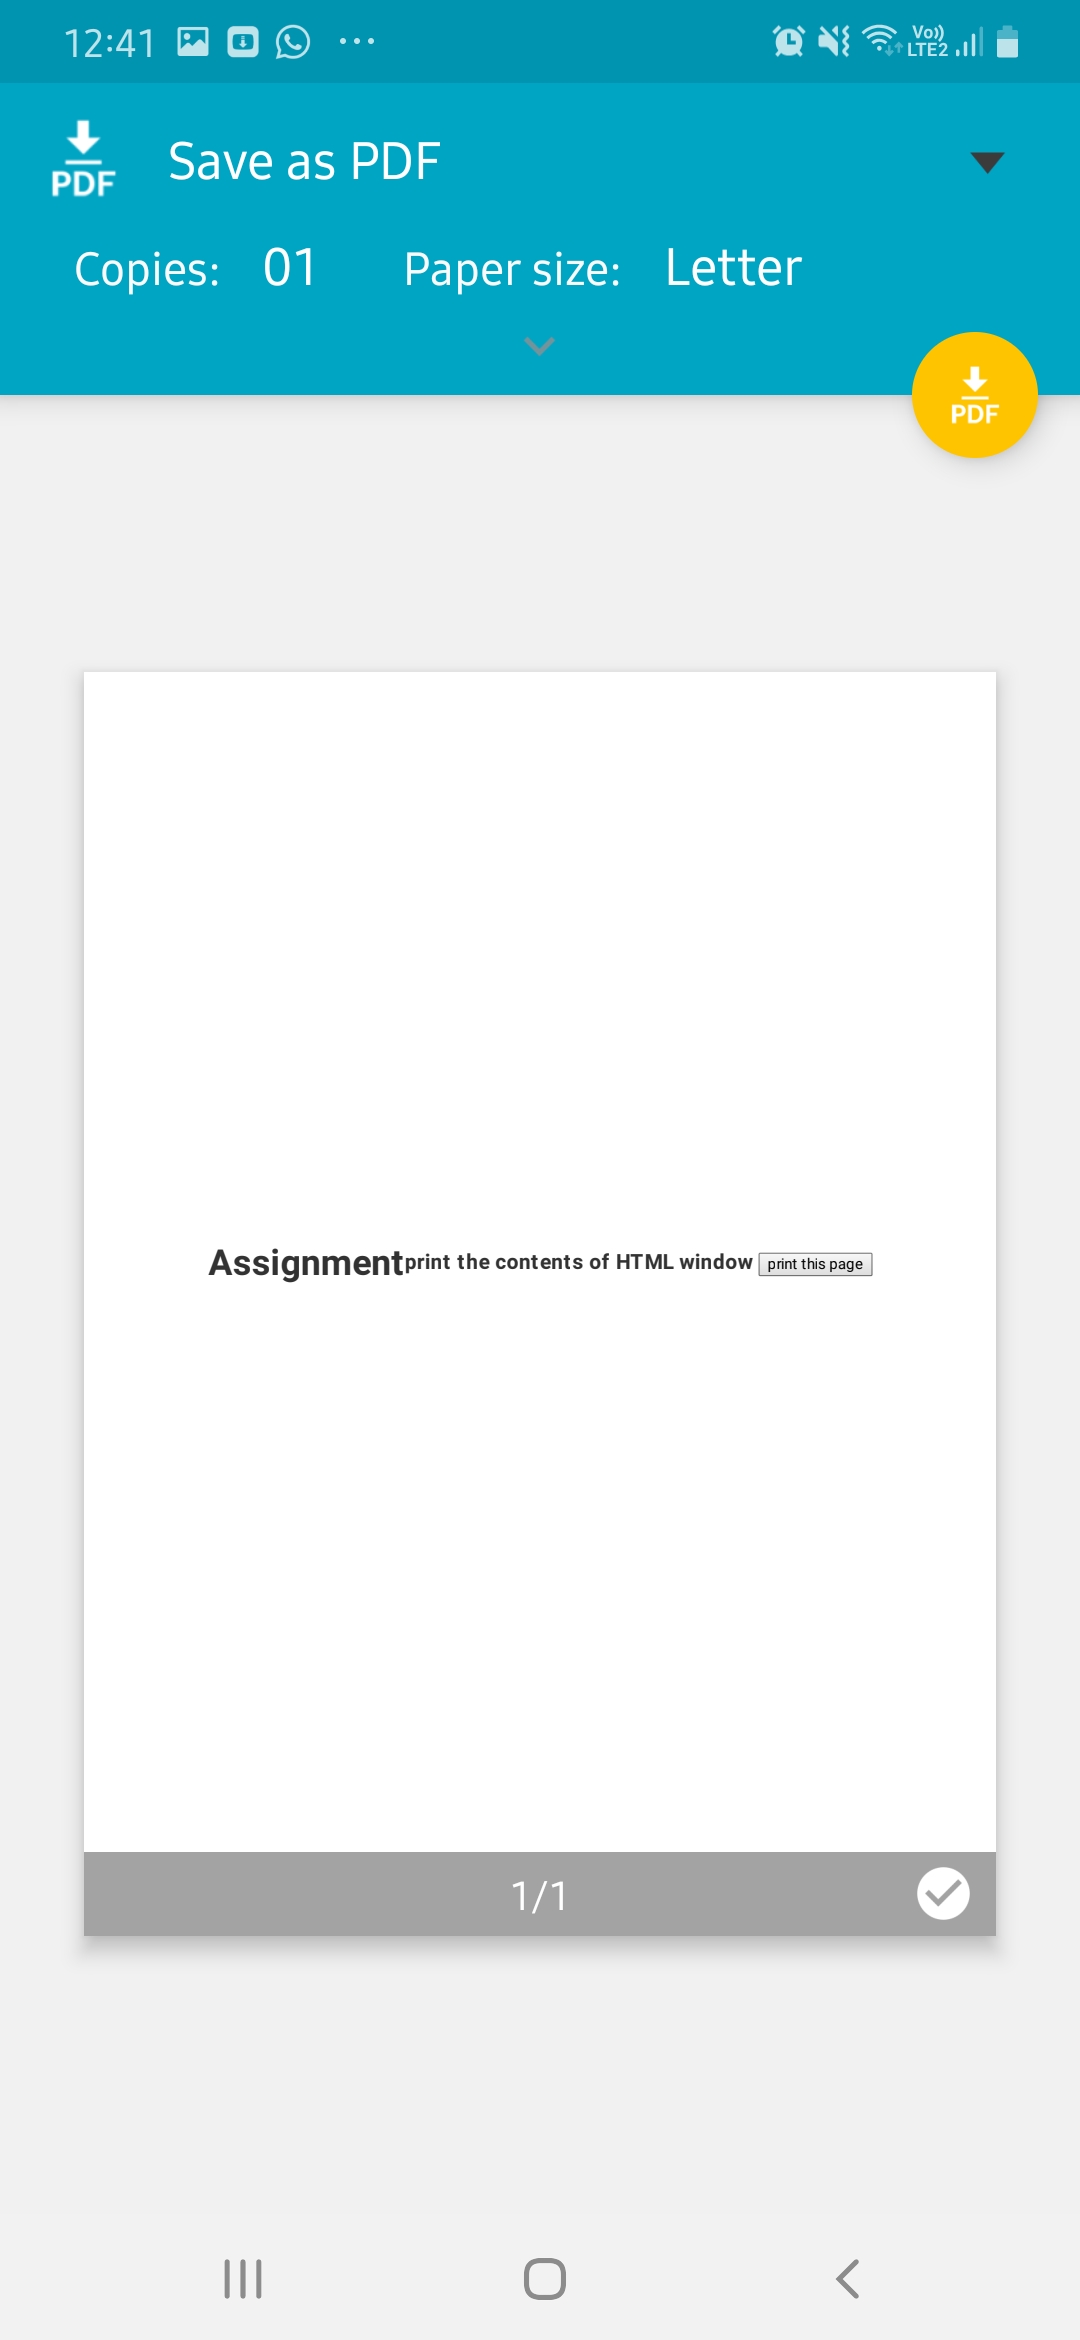 12:41
Vo))
LTE2
PDF
Save as PDF
Copies: 01 Paper size: Letter
PDF
Assignmentprint the contents of HTML window print this page
1/1